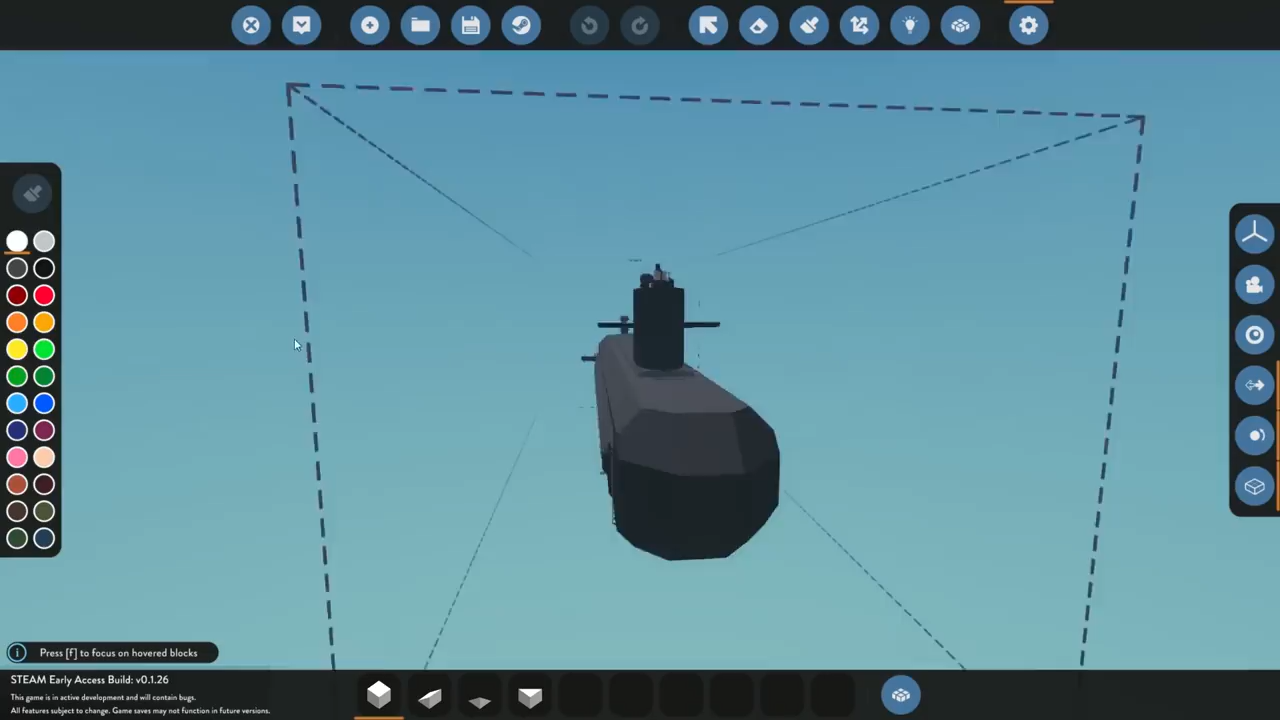 Press [f] to focus on hovered blocks
STEAM Early Access Build: v0.1.26
This game is in active development and will contain bugs.
All features subject to change. Game saves may not function in future versions.